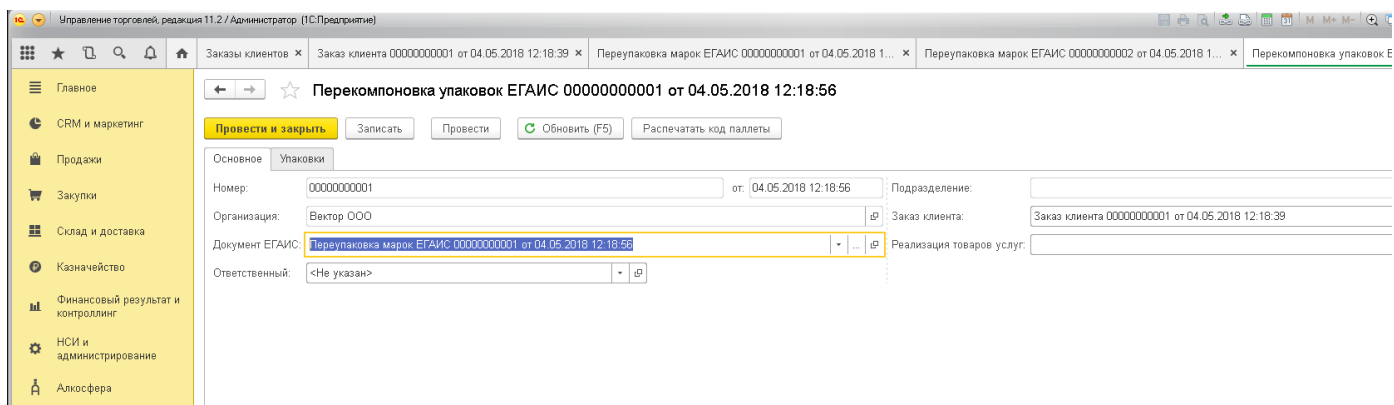 Управление торговлей, редакция 11.2 / Администратор (1С:Предприятие)
M M+ M-
Заказы клиентов × Заказ клиента 00000000001 от 04.05.2018 12:18:39 × Переупаковка марок ЕГАИС 00000000001 от 04.05.2018 1... × Переупаковка марок ЕГАИС 00000000002 от 04.05.2018 1... × Перекомпоновка упаковок Е
Главное
CRM и маркетинг
Продажи
Закупки
Склад и доставка
Казначейство
Финансовый результат и
контроллинг
НСИ и
администрирование
Алкосфера
Перекомпоновка упаковок ЕГАИС 00000000001 от 04.05.2018 12:18:56
Провести и закрыть Записать Провести Обновить (F5) Распечатать код паллеты
Основное Упаковки
Номер: 00000000001 от: 04.05.2018 12:18:56 Подразделение:
Организация: Вектор ООО Заказ клиента: Заказ клиента 00000000001 от 04.05.2018 12:18:39
Документ ЕГАИС: Переупаковка марок ЕГАИС 00000000001 от 04.05.2018 12:18:56 ... Реализация товаров услуг:
Ответственный: <Не указан>